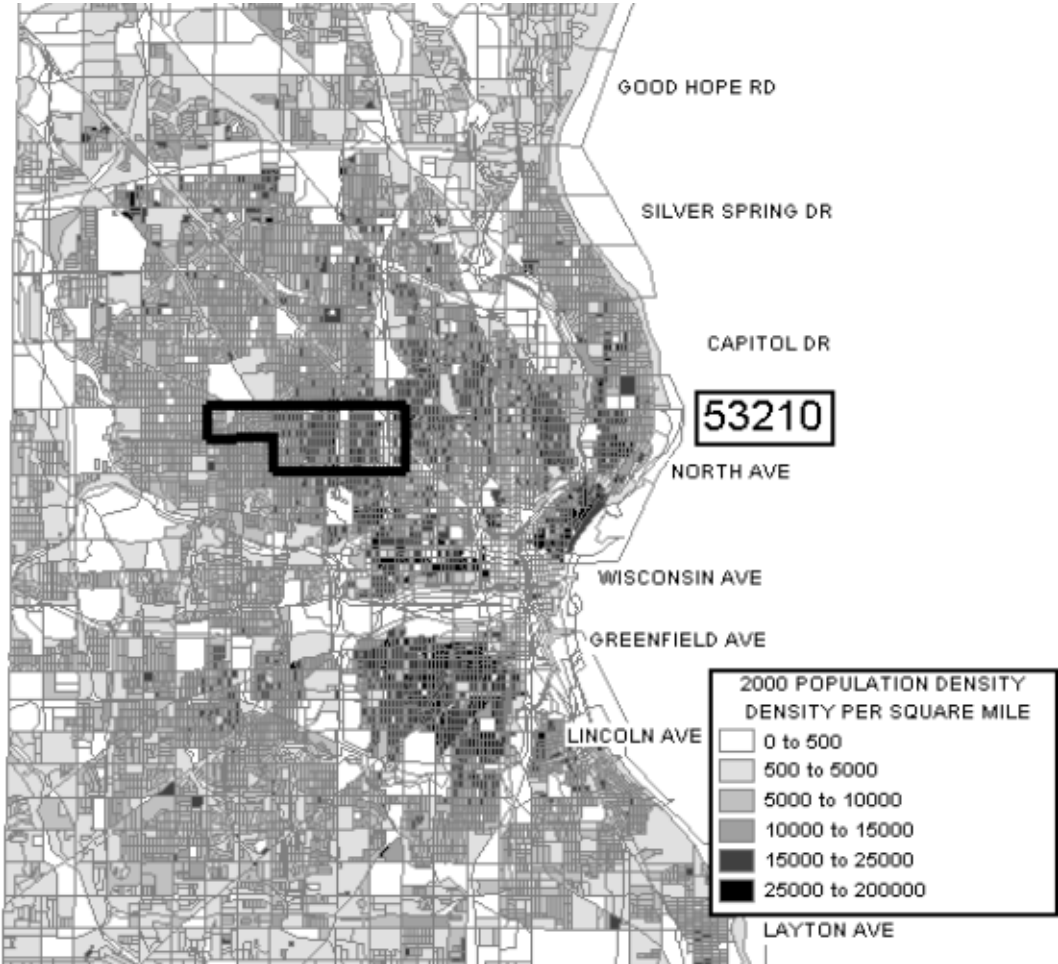 GOOD HOPE RD
SILVER SPRING DR
CAPITOL DR
53210
NORTH AVE
WISCONSIN AVE
GREENFIELD AVE
LINCOLN AVE
2000 POPULATION DENSITY
DENSITY PER SQUARE MILE
0 to 500
500 to 5000
5000 to 10000
10000 to 15000
15000 to 25000
25000 to 200000
LAYTON AVE